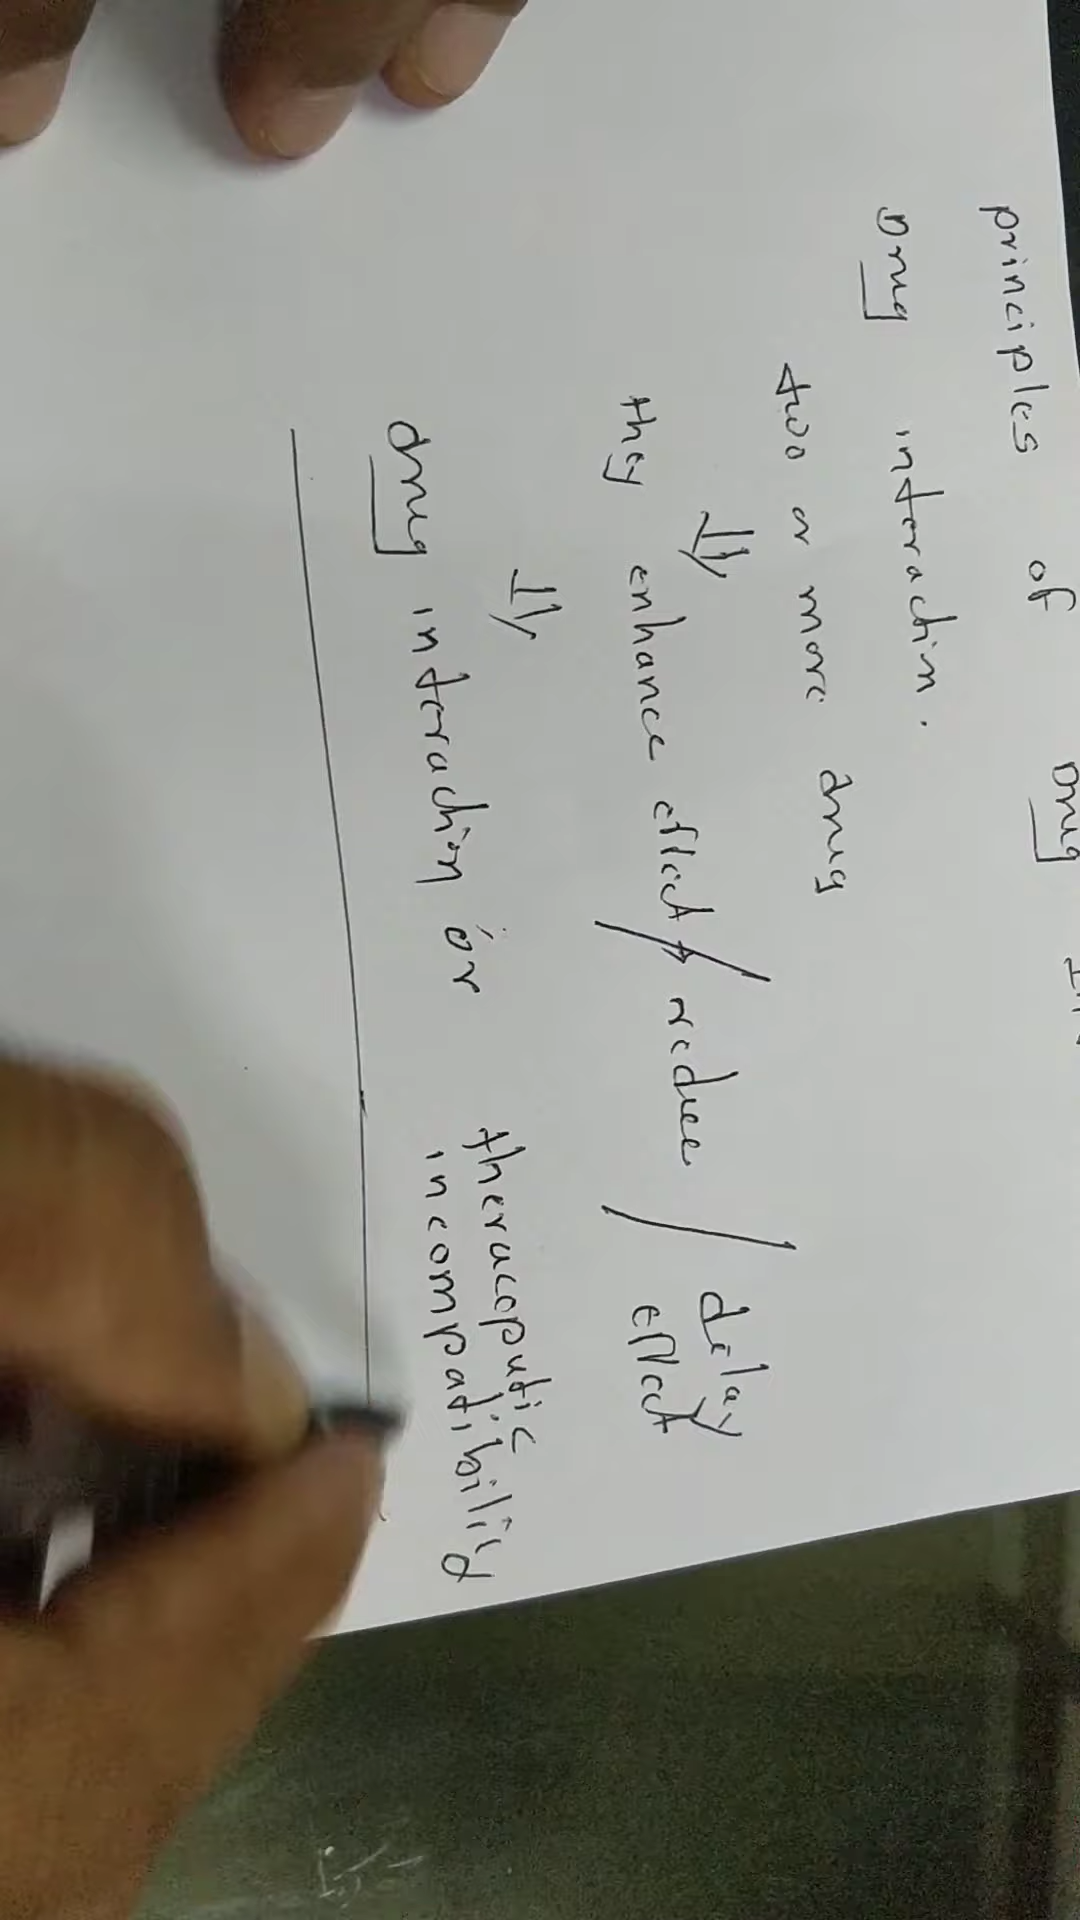 principles of Drug
Drug interaction.
two or more drug
they enhance effect / reduce / delay effect
drug interaction or therapeutic incompatibility